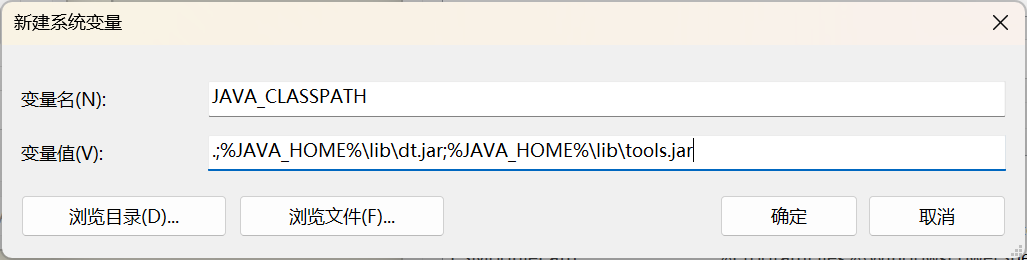 新建系统变量
变量名(N):
JAVA_CLASSPATH
变量值(V):
.;%JAVA_HOME%\lib\dt.jar;%JAVA_HOME%\lib\tools.jar
浏览目录(D)...
浏览文件(F)...
确定
取消